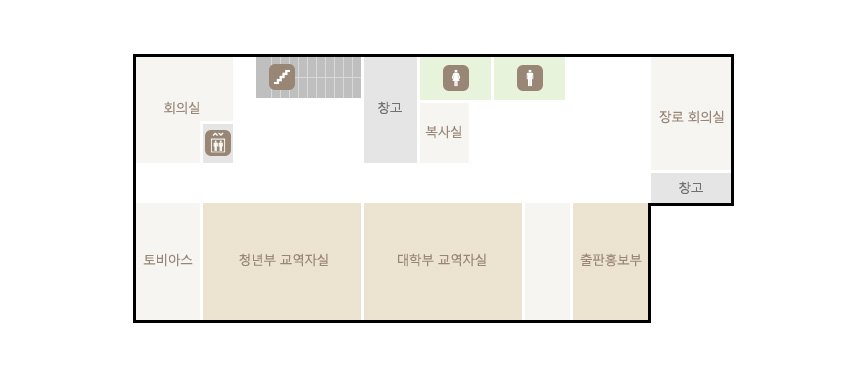 회의실
창고
복사실
장로 회의실
창고
토비아스
청년부 교역자실
대학부 교역자실
출판홍보부